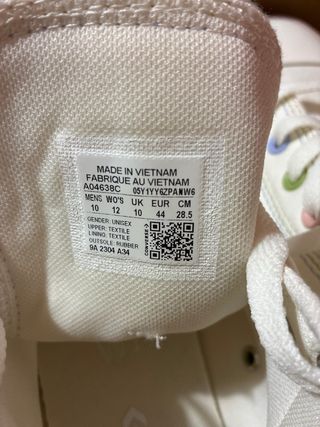 MADE IN VIETNAM
FABRIQUE AU VIETNAM
A04638C 05Y1YY6ZPANW6
MENS WO'S UK EUR CM
10 12 10 44 28.5
GENDER: UNISEX
UPPER: TEXTILE
LINING: TEXTILE
OUTSOLE: RUBBER
9A 2304 A34
CONVERSE